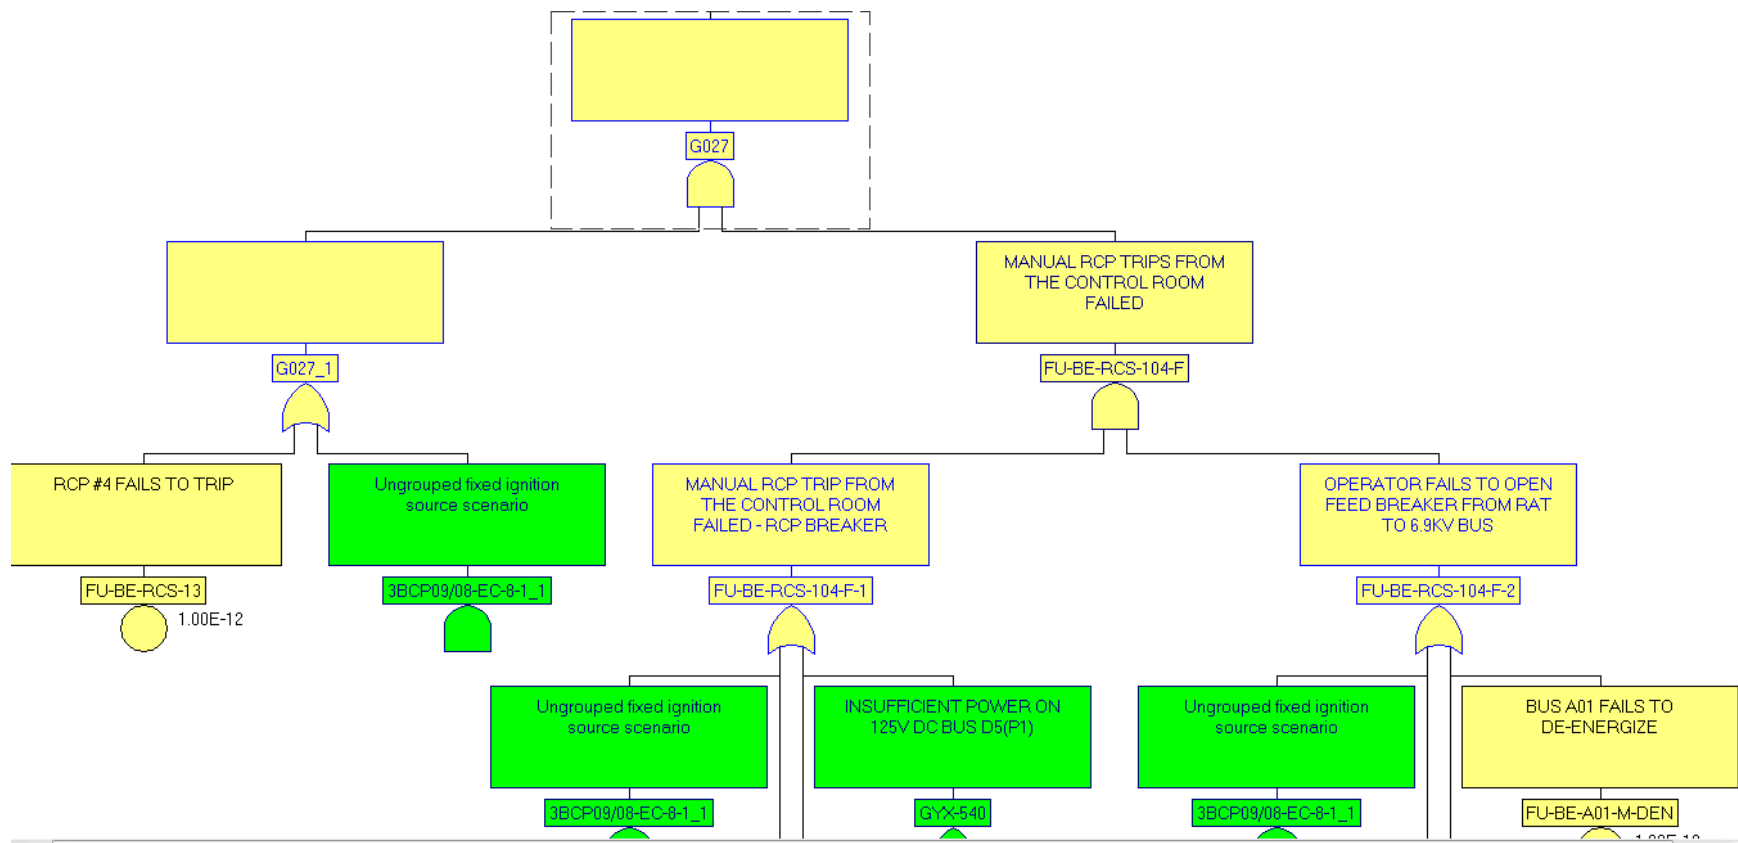 G027
MANUAL RCP TRIPS FROM
THE CONTROL ROOM
FAILED
G027_1
FU-BE-RCS-104-F
RCP #4 FAILS TO TRIP
Ungrouped fixed ignition
source scenario
MANUAL RCP TRIP FROM
THE CONTROL ROOM
FAILED - RCP BREAKER
OPERATOR FAILS TO OPEN
FEED BREAKER FROM RAT
TO 6.9KV BUS
FU-BE-RCS-13
1.00E-12
3BCP09/08-EC-8-1_1
FU-BE-RCS-104-F-1
FU-BE-RCS-104-F-2
Ungrouped fixed ignition
source scenario
INSUFFICIENT POWER ON
125V DC BUS D5(P1)
Ungrouped fixed ignition
source scenario
BUS A01 FAILS TO
DE-ENERGIZE
3BCP09/08-EC-8-1_1
GYX-540
3BCP09/08-EC-8-1_1
FU-BE-A01-M-DEN